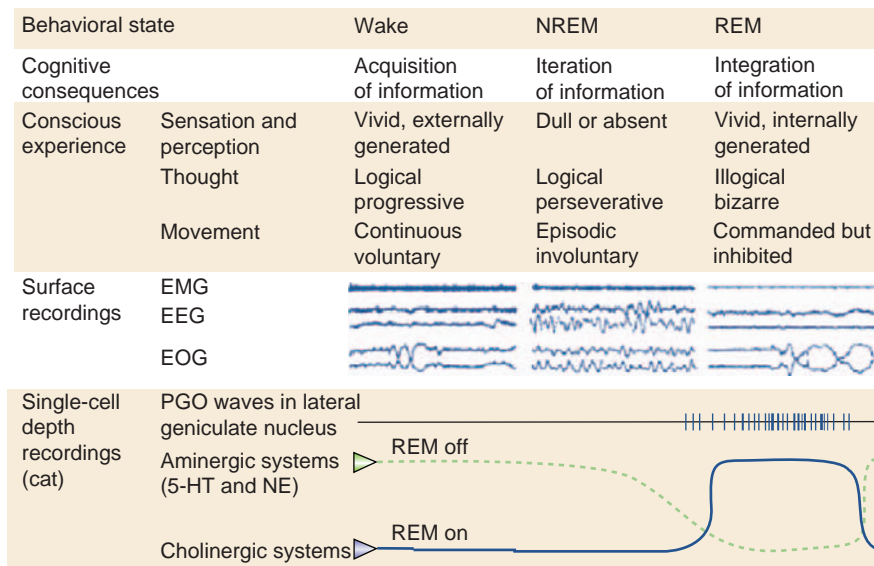 Behavioral state Wake NREM REM
Cognitive Acquisition Iteration Integration
consequences of information of information of information
Conscious Sensation and Vivid, externally Dull or absent Vivid, internally
experience perception generated generated
Thought Logical Logical Illogical
progressive perseverative bizarre
Movement Continuous Episodic Commanded but
voluntary involuntary inhibited
Surface EMG
recordings EEG
EOG
Single-cell PGO waves in lateral
depth geniculate nucleus
recordings Aminergic systems REM off
(cat) (5-HT and NE)
REM on
Cholinergic systems